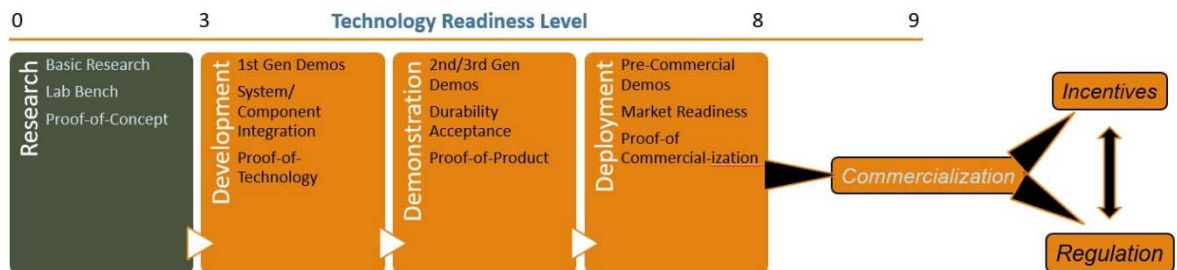 0 3 Technology Readiness Level 8 9
Research
Basic Research
Lab Bench
Proof-of-Concept
Development
1st Gen Demos
System/
Component
Integration
Proof-of-
Technology
Demonstration
2nd/3rd Gen
Demos
Durability
Acceptance
Proof-of-Product
Deployment
Pre-Commercial
Demos
Market Readiness
Proof-of
Commercial-ization
Commercialization
Incentives
Regulation